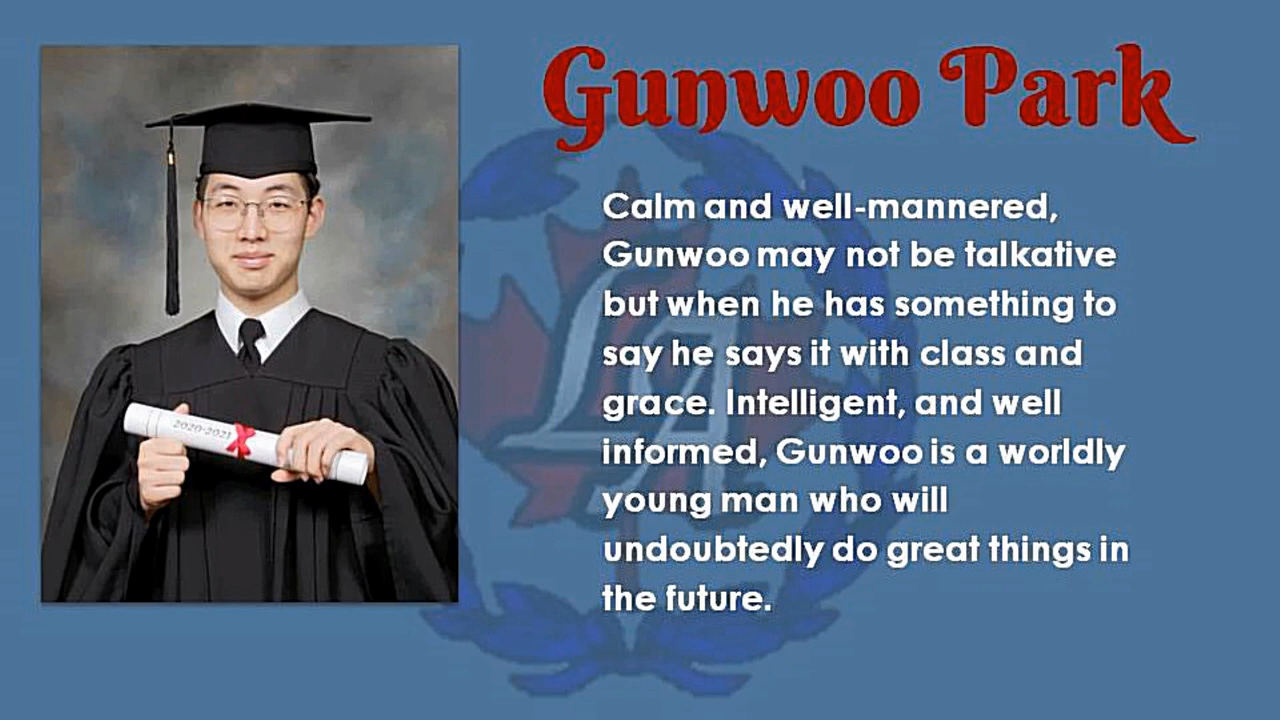 Gunwoo Park
Calm and well-mannered,
Gunwoo may not be talkative
but when he has something to
say he says it with class and
grace. Intelligent, and well
informed, Gunwoo is a worldly
young man who will
undoubtedly do great things in
the future.
2020-2021
LA